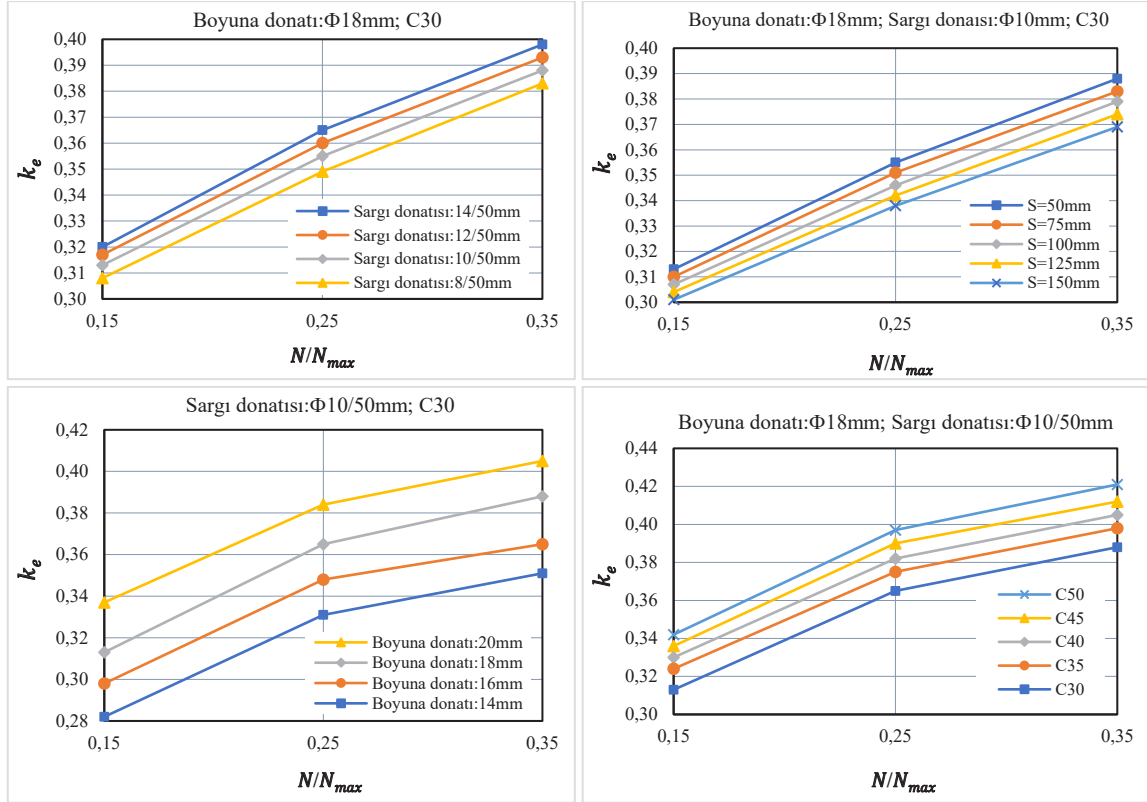 Boyuna donatı:Φ18mm; C30
0,40
0,39
0,38
0,37
0,36
0,35
0,34
0,33
0,32
0,31
0,30
k_e
Sargı donatısı:14/50mm
Sargı donatısı:12/50mm
Sargı donatısı:10/50mm
Sargı donatısı:8/50mm
0,15 0,25 0,35
N/N_max
Boyuna donatı:Φ18mm; Sargı donaısı:Φ10mm; C30
0,40
0,39
0,38
0,37
0,36
0,35
0,34
0,33
0,32
0,31
0,30
k_e
S=50mm
S=75mm
S=100mm
S=125mm
S=150mm
0,15 0,25 0,35
N/N_max
Sargı donatısı:Φ10/50mm; C30
0,42
0,40
0,38
0,36
0,34
0,32
0,30
0,28
k_e
Boyuna donatı:20mm
Boyuna donatı:18mm
Boyuna donatı:16mm
Boyuna donatı:14mm
0,15 0,25 0,35
N/N_max
Boyuna donatı:Φ18mm; Sargı donatısı:Φ10/50mm
0,44
0,42
0,40
0,38
0,36
0,34
0,32
0,30
k_e
C50
C45
C40
C35
C30
0,15 0,25 0,35
N/N_max